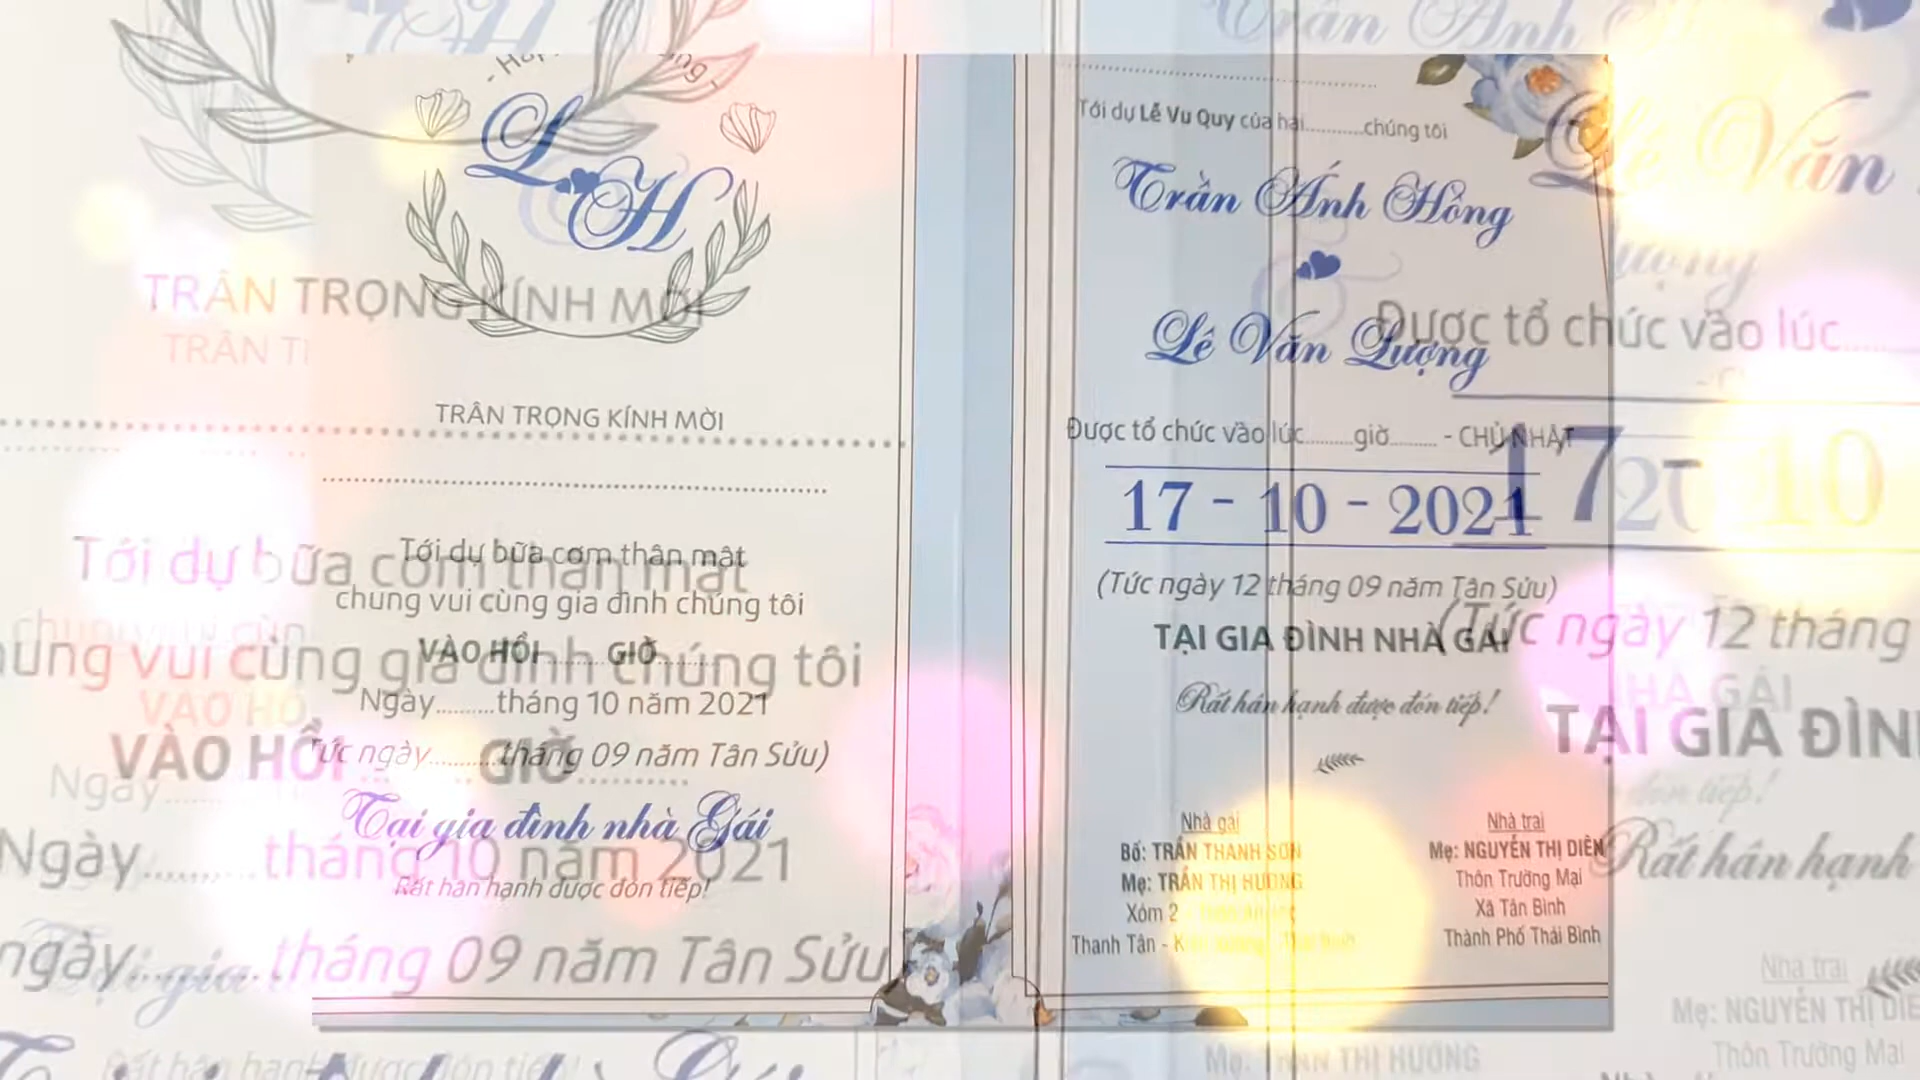 L H
TRÂN TRỌNG KÍNH MỜI
Tới dự bữa cơm thân mật
chung vui cùng gia đình chúng tôi
VÀO HỒI ........ GIỜ........
Ngày..........tháng 10 năm 2021
Tức ngày..........tháng 09 năm Tân Sửu)
Tại gia đình nhà Gái
Rất hân hạnh được đón tiếp!
Tới dự Lễ Vu Quy của hai............chúng tôi
Trần Ánh Hồng
Lê Văn Lượng
Được tổ chức vào lúc..........giờ.......... - CHỦ NHẬT
17 - 10 - 2021
(Tức ngày 12 tháng 09 năm Tân Sửu)
TẠI GIA ĐÌNH NHÀ GÁI
Rất hân hạnh được đón tiếp!
Nhà gái
Bố: TRẦN THANH SƠN
Mẹ: TRẦN THỊ HƯƠNG
Xóm 2
Thanh Tân -
Nhà trai
Mẹ: NGUYỄN THỊ DIÊN
Thôn Trường Mai
Xã Tân Bình
Thành Phố Thái Bình